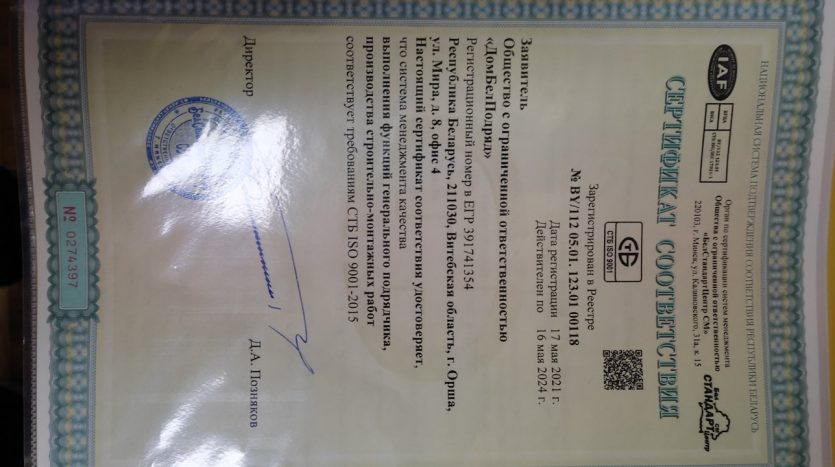 НАЦИОНАЛЬНАЯ СИСТЕМА ПОДТВЕРЖДЕНИЯ СООТВЕТСТВИЯ РЕСПУБЛИКИ БЕЛАРУСЬ
IAF
Орган по сертификации систем менеджмента
Общества с ограниченной ответственностью
«БелСтандартЦентр СМ»
220103, г. Минск, ул. Калиновского, 31а, к. 15
Бел
СМ
СТАНДАРТ
Центр
СЕРТИФИКАТ СООТВЕТСТВИЯ
СТБ ISO 9001
Зарегистрирован в Реестре
№ BY/112 05.01. 123.01 00118
Дата регистрации 17 мая 2021 г.
Действителен по 16 мая 2024 г.
Заявитель
Общество с ограниченной ответственностью
«ДомБелПодряд»
Регистрационный номер в ЕГР 391741354
Республика Беларусь, 211030, Витебская область, г. Орша,
ул. Мира, д. 8, офис 4
Настоящий сертификат соответствия удостоверяет,
что система менеджмента качества
выполнения функций генерального подрядчика,
производства строительно-монтажных работ
соответствует требованиям СТБ ISO 9001-2015
Директор
Д.А. Позняков
№ 0274397